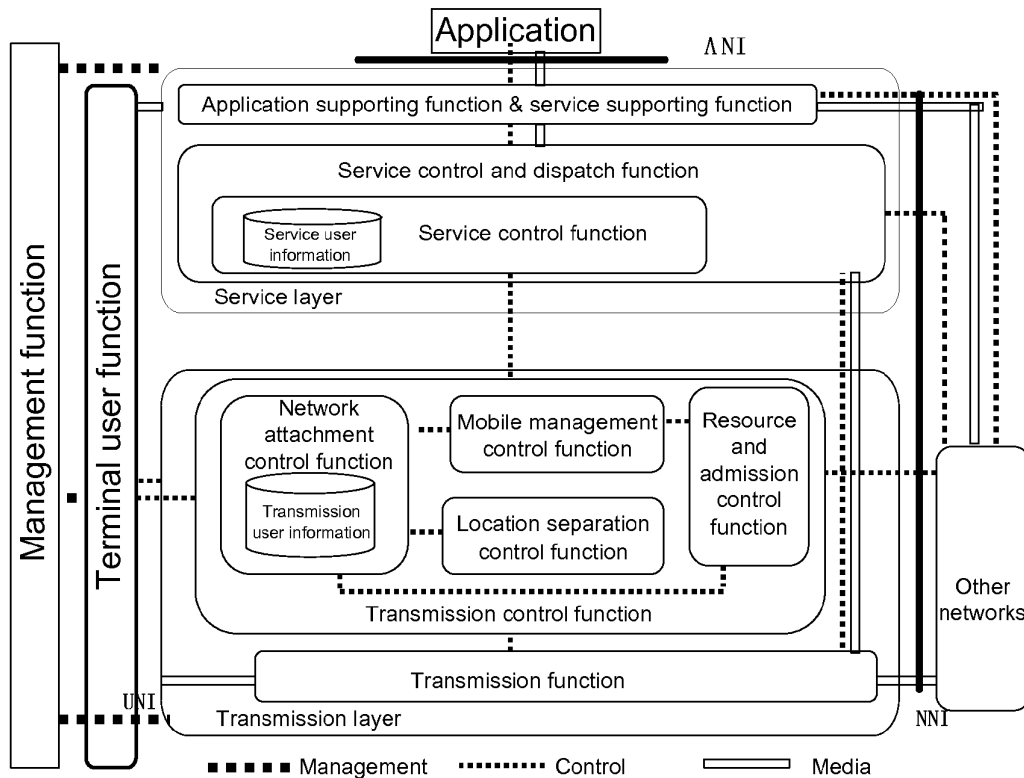 Application
ΛNI
Application supporting function & service supporting function
Service control and dispatch function
Service user
information
Service control function
Service layer
Management function
Terminal user function
Network
attachment
control function
Transmission
user information
Mobile management
control function
Location separation
control function
Resource
and
admission
control
function
Transmission control function
Other
networks
Transmission function
UNI
Transmission layer
NNI
Management
Control
Media